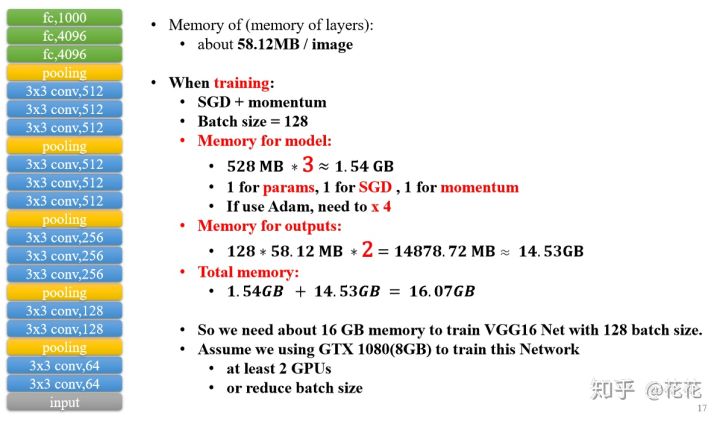 fc,1000
fc,4096
fc,4096
pooling
3x3 conv,512
3x3 conv,512
3x3 conv,512
pooling
3x3 conv,512
3x3 conv,512
3x3 conv,512
pooling
3x3 conv,256
3x3 conv,256
3x3 conv,256
pooling
3x3 conv,128
3x3 conv,128
pooling
3x3 conv,64
3x3 conv,64
input
• Memory of (memory of layers):
• about 58.12MB / image
• When training:
• SGD + momentum
• Batch size = 128
• Memory for model:
• 528 MB * 3 ≈ 1.54 GB
• 1 for params, 1 for SGD , 1 for momentum
• If use Adam, need to x 4
• Memory for outputs:
• 128 * 58.12 MB * 2 = 14878.72 MB ≈ 14.53GB
• Total memory:
• 1.54GB + 14.53GB = 16.07GB
• So we need about 16 GB memory to train VGG16 Net with 128 batch size.
• Assume we using GTX 1080(8GB) to train this Network
• at least 2 GPUs
• or reduce batch size
知乎 @花花
17